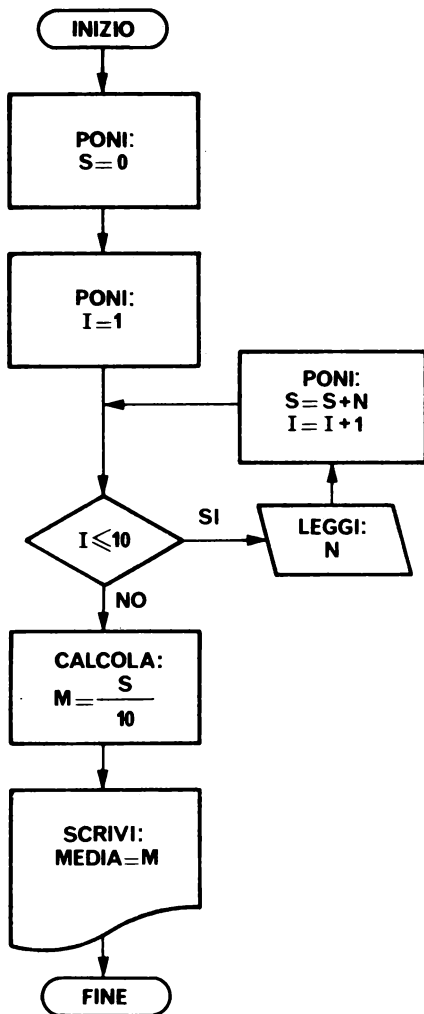 INIZIO
PONI:
S=0
PONI:
I=1
PONI:
S=S+N
I=I+1
I≤10
SI
LEGGI:
N
NO
CALCOLA:
M=S/10
SCRIVI:
MEDIA=M
FINE